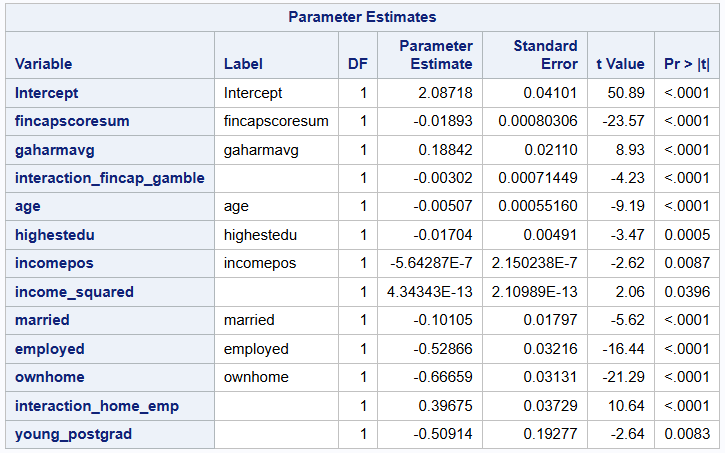 Parameter Estimates
Variable Label DF Parameter Estimate Standard Error t Value Pr > |t|
Intercept Intercept 1 2.08718 0.04101 50.89 <.0001
fincapscoresum fincapscoresum 1 -0.01893 0.00080306 -23.57 <.0001
gaharmavg gaharmavg 1 0.18842 0.02110 8.93 <.0001
interaction_fincap_gamble 1 -0.00302 0.00071449 -4.23 <.0001
age age 1 -0.00507 0.00055160 -9.19 <.0001
highestedu highestedu 1 -0.01704 0.00491 -3.47 0.0005
incomepos incomepos 1 -5.64287E-7 2.150238E-7 -2.62 0.0087
income_squared 1 4.34343E-13 2.10989E-13 2.06 0.0396
married married 1 -0.10105 0.01797 -5.62 <.0001
employed employed 1 -0.52866 0.03216 -16.44 <.0001
ownhome ownhome 1 -0.66659 0.03131 -21.29 <.0001
interaction_home_emp 1 0.39675 0.03729 10.64 <.0001
young_postgrad 1 -0.50914 0.19277 -2.64 0.0083